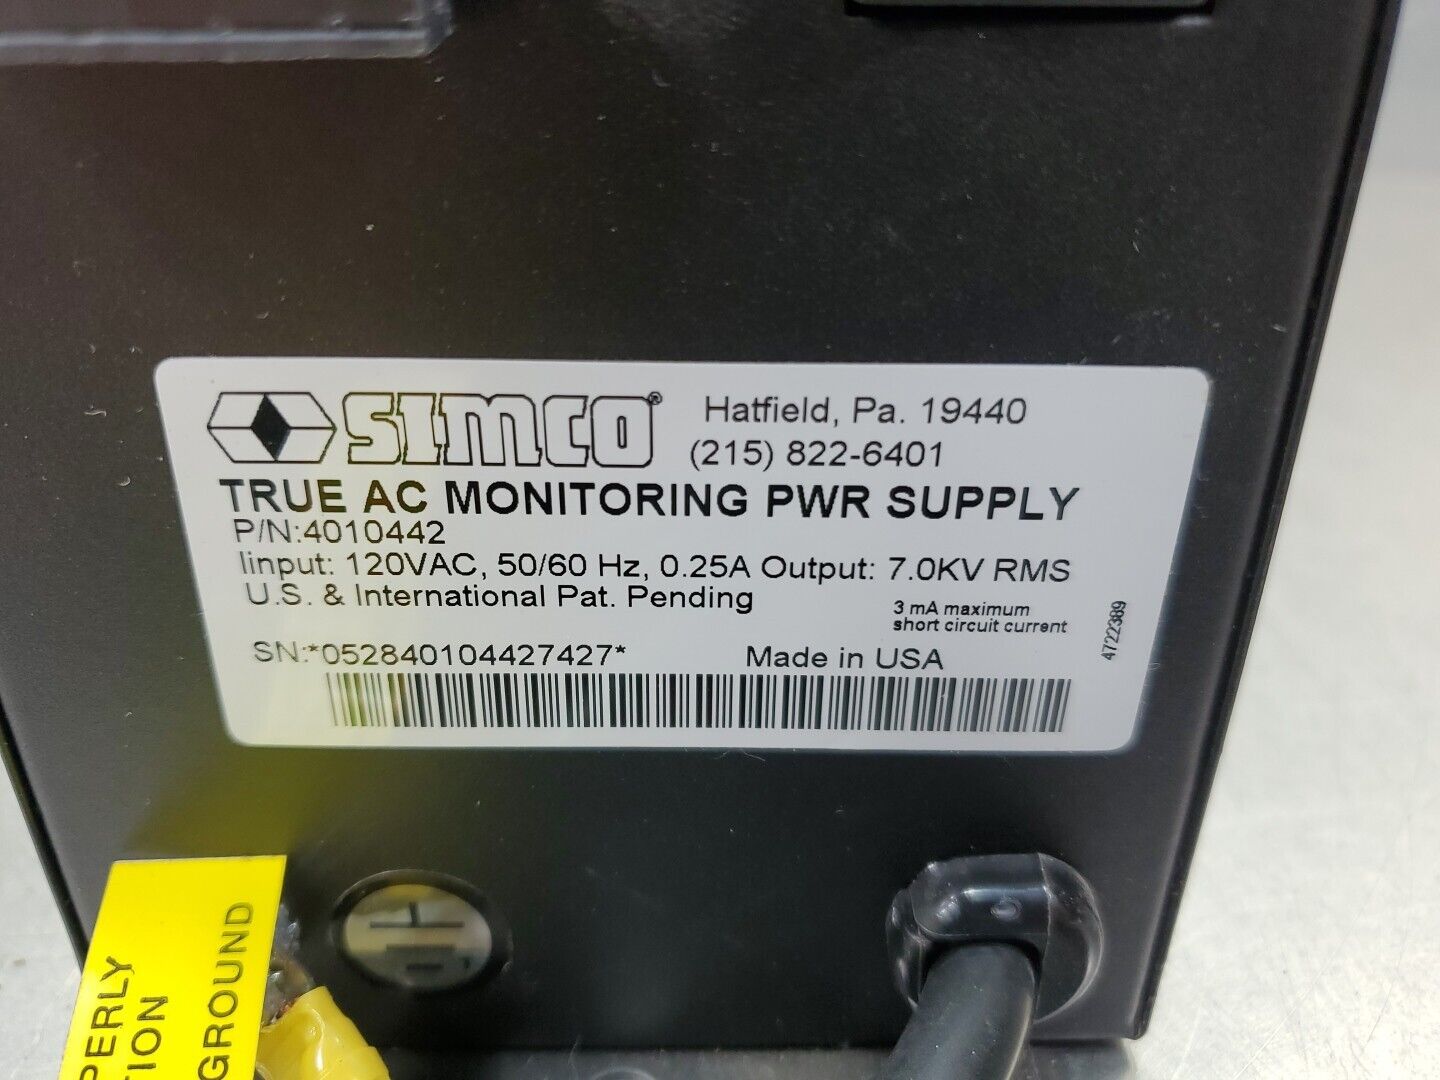 SIMCO® Hatfield, Pa. 19440
(215) 822-6401
TRUE AC MONITORING PWR SUPPLY
P/N:4010442
Iinput: 120VAC, 50/60 Hz, 0.25A Output: 7.0KV RMS
U.S. & International Pat. Pending
3 mA maximum
short circuit current
4722389
SN:*052840104427427*
Made in USA
PERLY
TION
GROUND